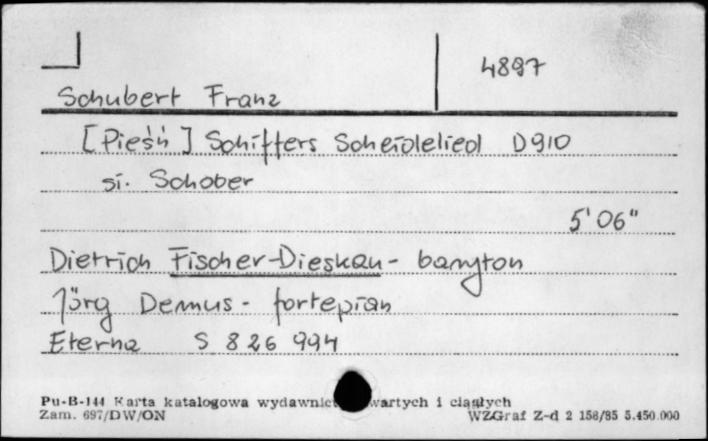 4897
Schubert Franz
[Pieśń] Schiffers Scheidelied D910
sł. Schober
5'06"
Dietrich Fischer-Dieskau - baryton
Jörg Demus - fortepian
Eterna S 826 994
Pu-B-144 Karta katalogowa wydawnict wartych i ciągłych
Zam. 697/DW/ON WZGraf Z-d 2 158/85 5.450.000